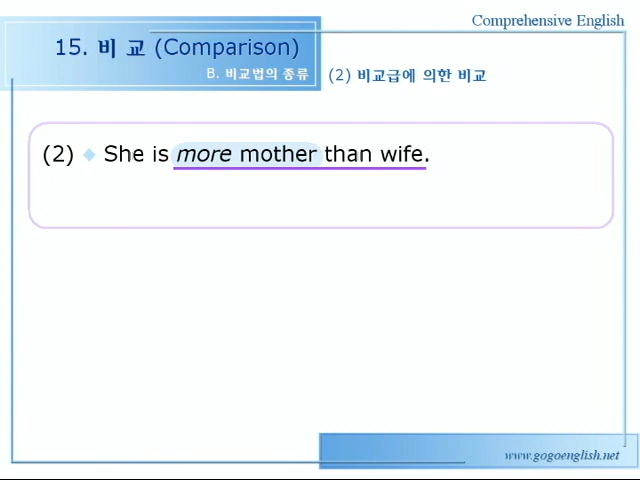 Comprehensive English
15. 비 교 (Comparison)
B. 비교법의 종류
(2) 비교급에 의한 비교
(2) ◆ She is more mother than wife.
www.gogoenglish.net